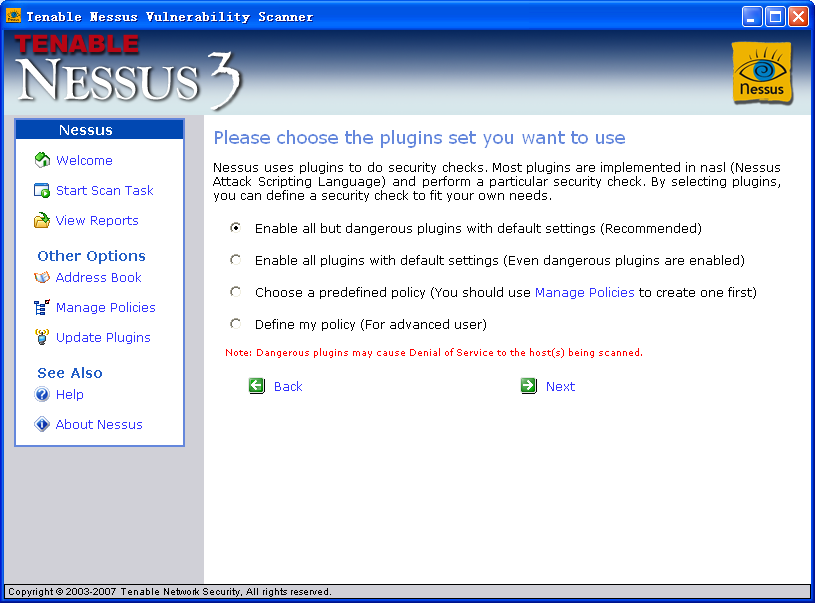 Tenable Nessus Vulnerability Scanner
TENABLE
NESSUS 3
Nessus
Nessus
Welcome
Start Scan Task
View Reports
Other Options
Address Book
Manage Policies
Update Plugins
See Also
Help
About Nessus
Please choose the plugins set you want to use
Nessus uses plugins to do security checks. Most plugins are implemented in nasl (Nessus
Attack Scripting Language) and perform a particular security check. By selecting plugins,
you can define a security check to fit your own needs.
Enable all but dangerous plugins with default settings (Recommended)
Enable all plugins with default settings (Even dangerous plugins are enabled)
Choose a predefined policy (You should use Manage Policies to create one first)
Define my policy (For advanced user)
Note: Dangerous plugins may cause Denial of Service to the host(s) being scanned.
Back
Next
Copyright © 2003-2007 Tenable Network Security, All rights reserved.